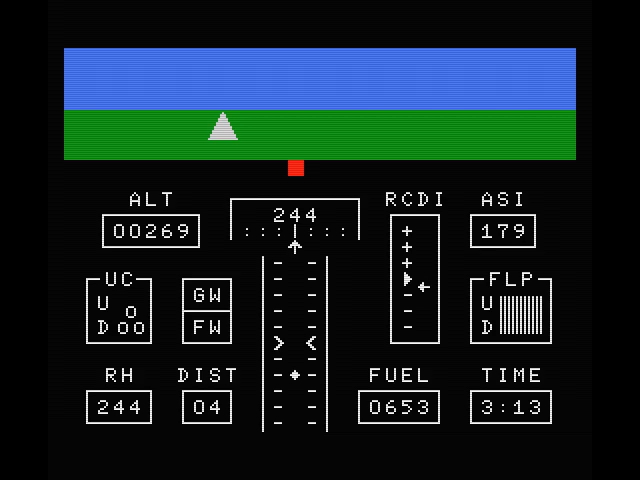 ALT RCDI ASI
244
00269 179
UC FLP
U GW U
D FW D
RH DIST FUEL TIME
244 04 0653 3:13